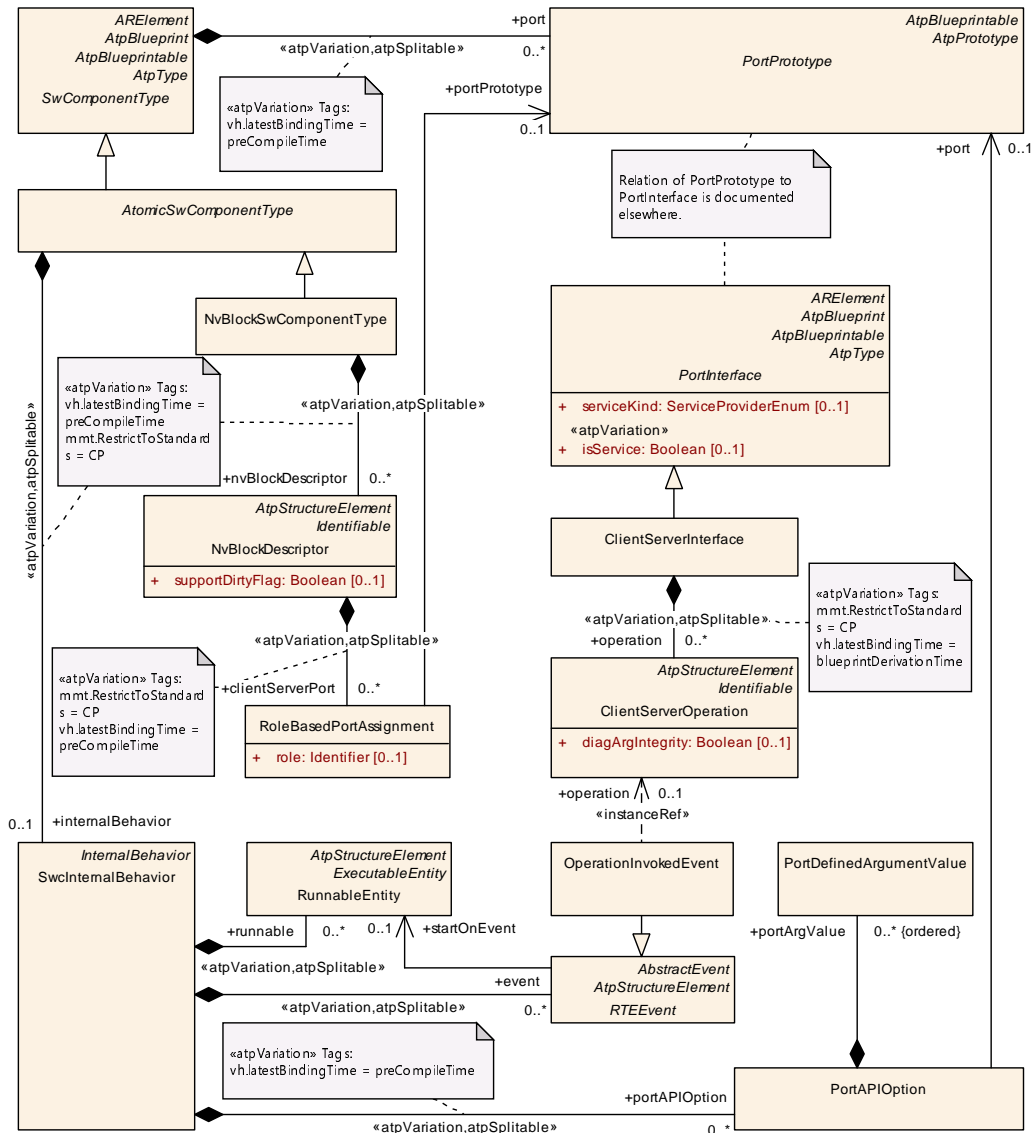 ARElement
AtpBlueprint
AtpBlueprintable
AtpType
SwComponentType
+port
0..*
«atpVariation,atpSplitable»
AtpBlueprintable
AtpPrototype
PortPrototype
«atpVariation» Tags:
vh.latestBindingTime =
preCompileTime
+portPrototype
0..1
+port
0..1
Relation of PortPrototype to
PortInterface is documented
elsewhere.
AtomicSwComponentType
NvBlockSwComponentType
ARElement
AtpBlueprint
AtpBlueprintable
AtpType
PortInterface
+ serviceKind: ServiceProviderEnum [0..1]
«atpVariation»
+ isService: Boolean [0..1]
«atpVariation» Tags:
vh.latestBindingTime =
preCompileTime
mmt.RestrictToStandard
s = CP
«atpVariation,atpSplitable»
«atpVariation,atpSplitable»
+nvBlockDescriptor
0..*
AtpStructureElement
Identifiable
NvBlockDescriptor
+ supportDirtyFlag: Boolean [0..1]
ClientServerInterface
«atpVariation» Tags:
mmt.RestrictToStandard
s = CP
vh.latestBindingTime =
blueprintDerivationTime
«atpVariation,atpSplitable»
+operation
0..*
«atpVariation,atpSplitable»
«atpVariation» Tags:
mmt.RestrictToStandard
s = CP
vh.latestBindingTime =
preCompileTime
+clientServerPort
0..*
AtpStructureElement
Identifiable
ClientServerOperation
+ diagArgIntegrity: Boolean [0..1]
RoleBasedPortAssignment
+ role: Identifier [0..1]
+operation
0..1
«instanceRef»
0..1
+internalBehavior
InternalBehavior
SwcInternalBehavior
AtpStructureElement
ExecutableEntity
RunnableEntity
OperationInvokedEvent
PortDefinedArgumentValue
+runnable
0..*
0..1
+startOnEvent
+portArgValue
0..* {ordered}
«atpVariation,atpSplitable»
+event
0..*
«atpVariation,atpSplitable»
AbstractEvent
AtpStructureElement
RTEEvent
«atpVariation» Tags:
vh.latestBindingTime = preCompileTime
+portAPIOption
0..*
«atpVariation,atpSplitable»
PortAPIOption